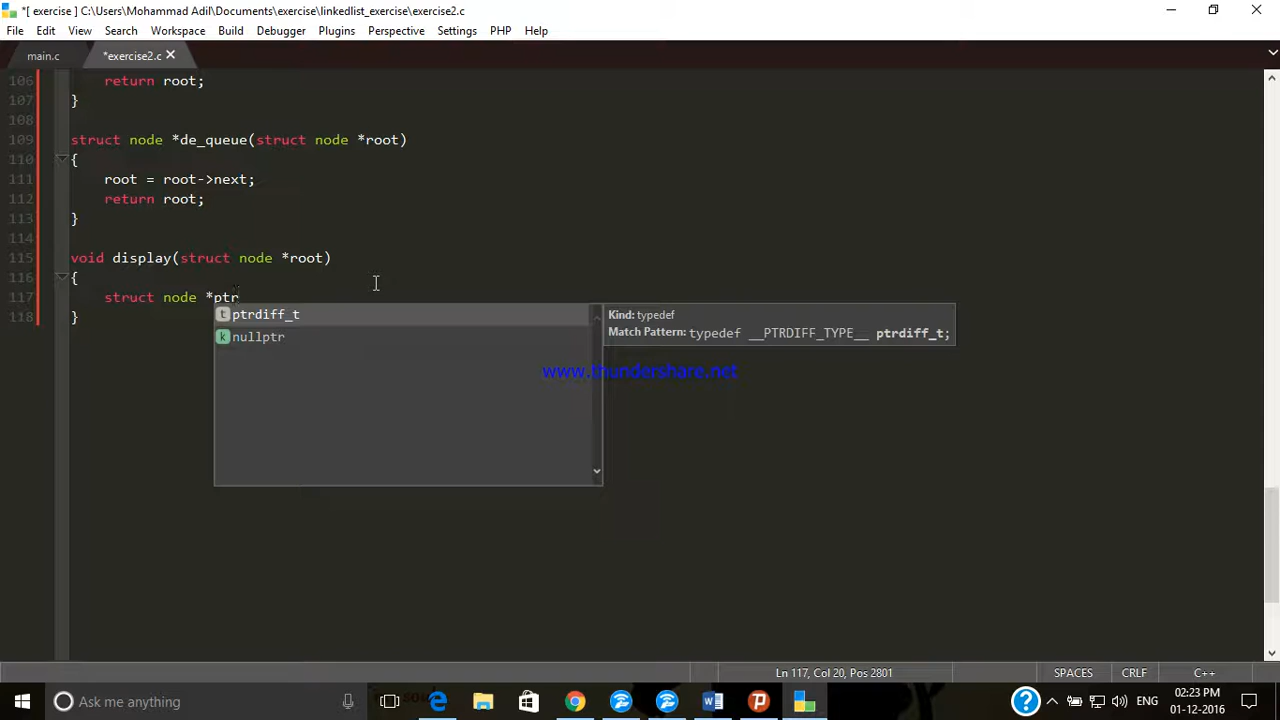 *[ exercise ] C:\Users\Mohammad Adil\Documents\exercise\linkedlist_exercise\exercise2.c
File Edit View Search Workspace Build Debugger Plugins Perspective Settings PHP Help
main.c *exercise2.c
106 return root;
107 }
108
109 struct node *de_queue(struct node *root)
110 {
111 root = root->next;
112 return root;
113 }
114
115 void display(struct node *root)
116 {
117 struct node *ptr
118 }
t ptrdiff_t
k nullptr
Kind: typedef
Match Pattern: typedef __PTRDIFF_TYPE__ ptrdiff_t;
www.thundershare.net
Ln 117, Col 20, Pos 2801 SPACES CRLF C++
Ask me anything
ENG
02:23 PM
01-12-2016